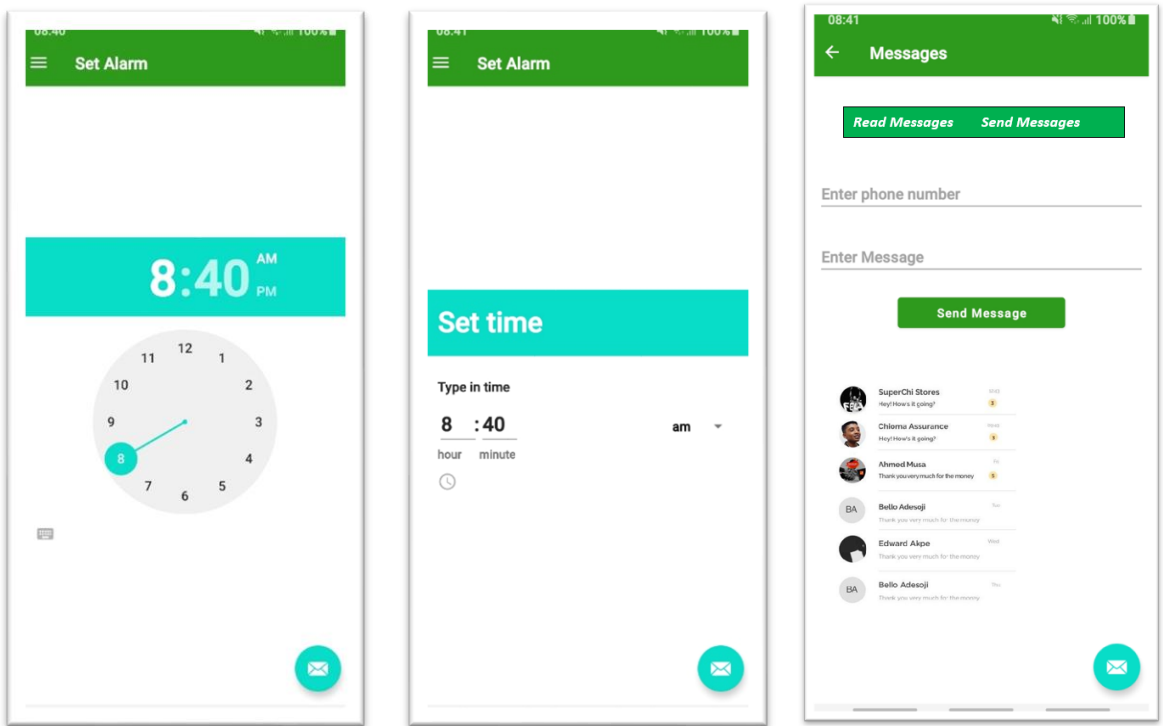 08:40 100%
Set Alarm
8:40 AM
PM
12
11 1
10 2
9 3
8 4
7 5
6
08:41 100%
Set Alarm
Set time
Type in time
8 :40 am
hour minute
08:41 100%
Messages
Read Messages Send Messages
Enter phone number
Enter Message
Send Message
SuperChi Stores
Hey! How's it going?
Chioma Assurance
Hey! How's it going?
Ahmed Musa
Thank you very much for the money
BA Bello Adesoji
Thank you very much for the money
Edward Akpe
Thank you very much for the money
BA Bello Adesoji
Thank you very much for the money